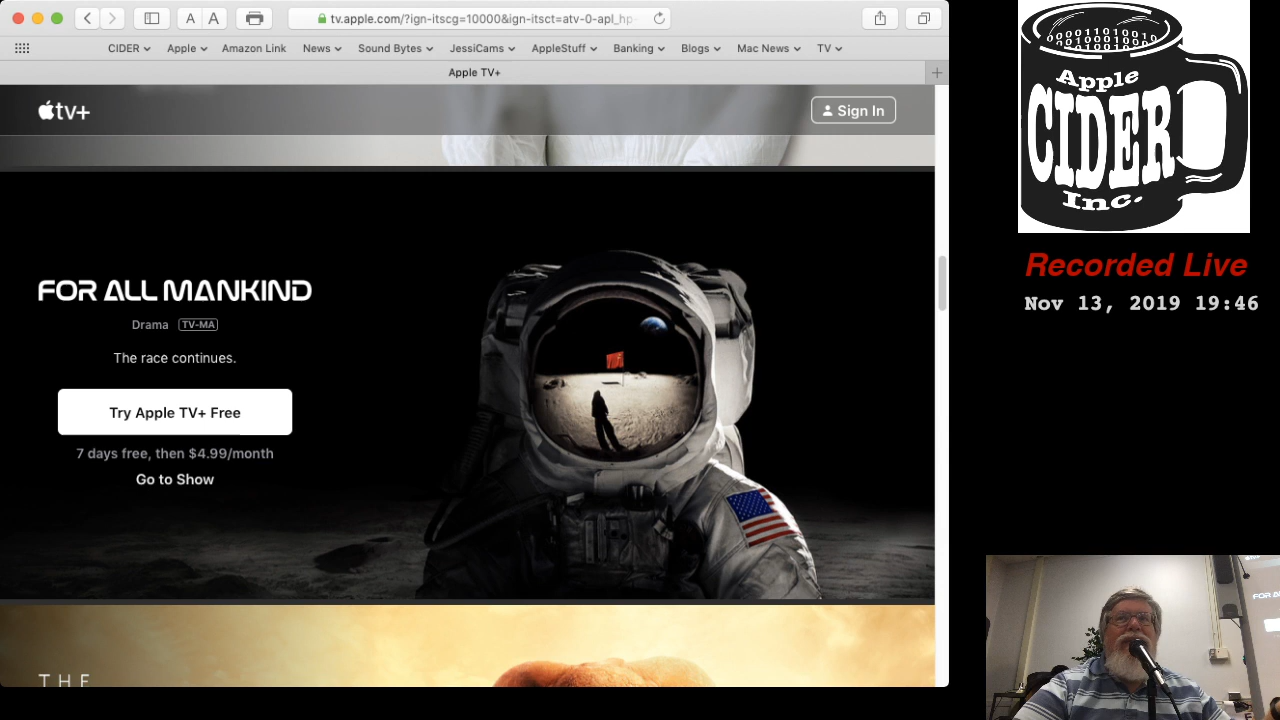 tv.apple.com/?ign-itscg=10000&ign-itsct=atv-0-apl_hp-
CIDER Apple Amazon Link News Sound Bytes JessiCams AppleStuff Banking Blogs Mac News TV
Apple TV+
tv+
Sign In
FOR ALL MANKIND
Drama TV-MA
The race continues.
Try Apple TV+ Free
7 days free, then $4.99/month
Go to Show
THE
000011010010
Apple
CIDER
Inc.
Recorded Live
Nov 13, 2019 19:46